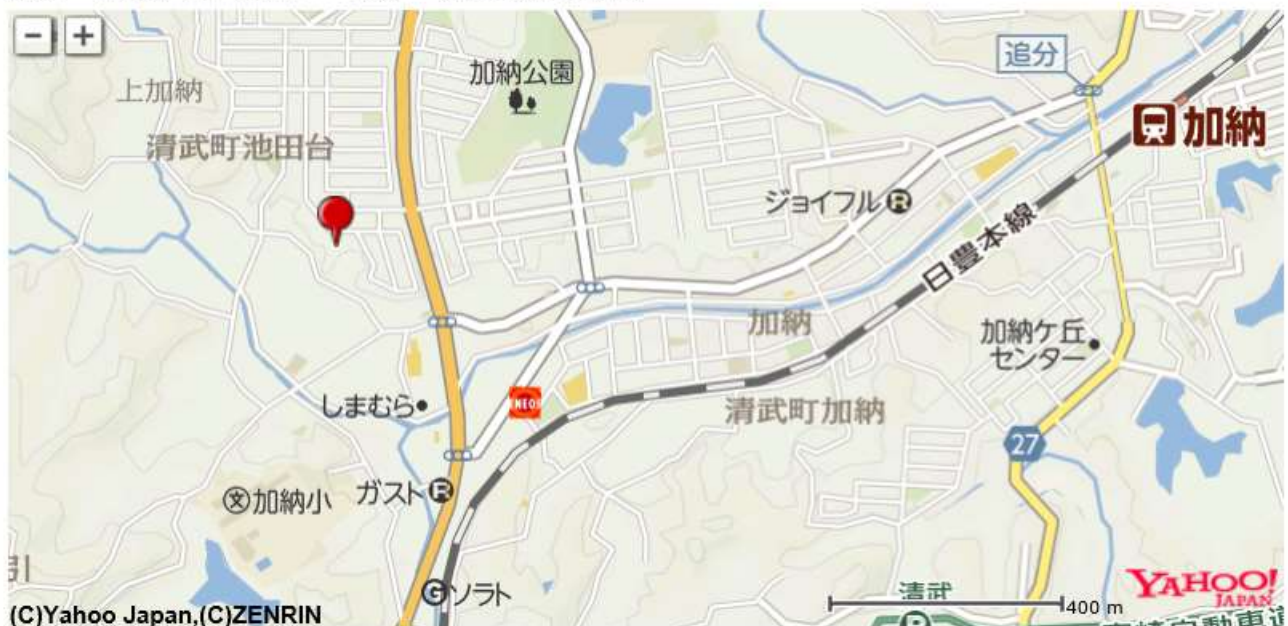 加納公園
追分
上加納
加納
清武町池田台
ジョイフル R
日豊本線
加納
加納ケ丘
センター
しまむら
ENEOS
清武町加納
27
文 加納小
ガスト R
G ソラト
清武
R
400 m
YAHOO!
JAPAN
(C)Yahoo Japan,(C)ZENRIN